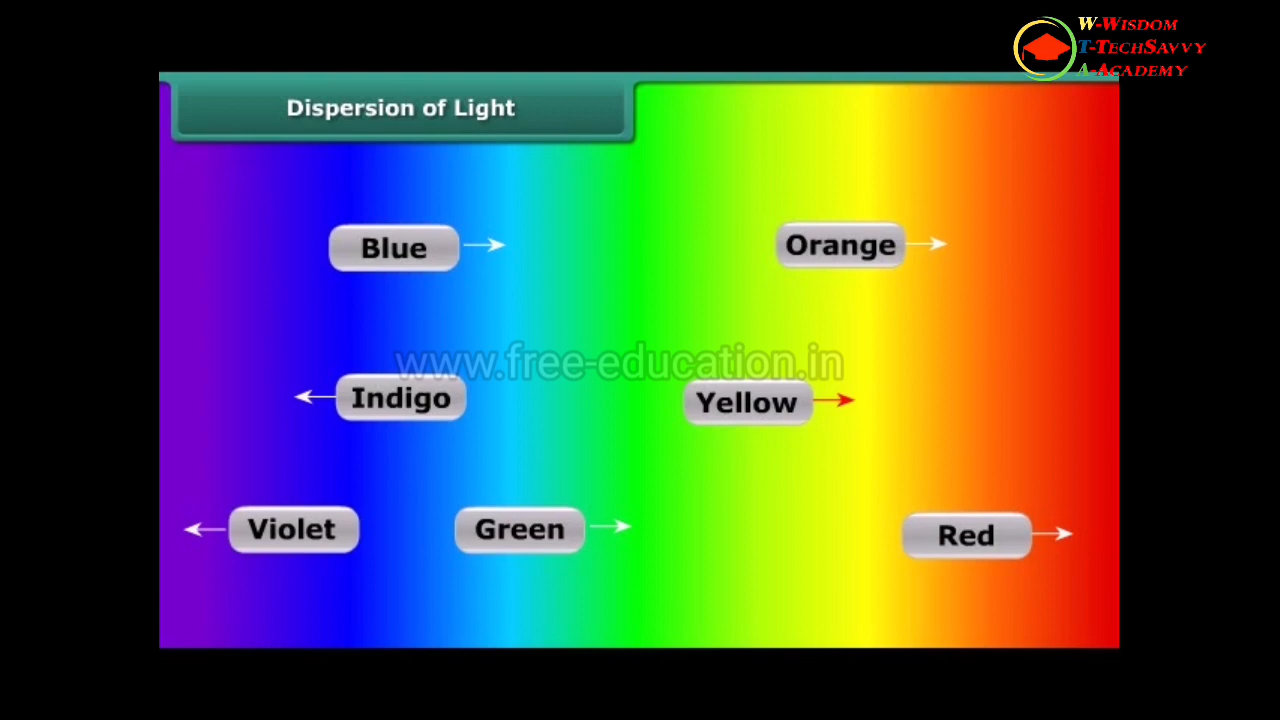 W-Wisdom
T-TechSavvy
A-Academy
Dispersion of Light
Blue
Orange
www.free-education.in
Indigo
Yellow
Violet
Green
Red